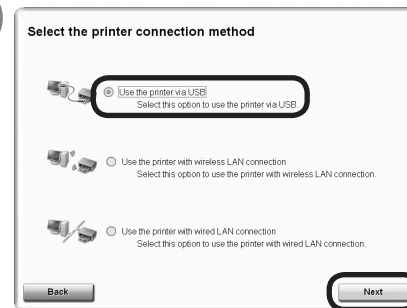 Select the printer connection method
Use the printer via USB
Select this option to use the printer via USB.
Use the printer with wireless LAN connection
Select this option to use the printer with wireless LAN connection.
Use the printer with wired LAN connection
Select this option to use the printer with wired LAN connection.
Back
Next